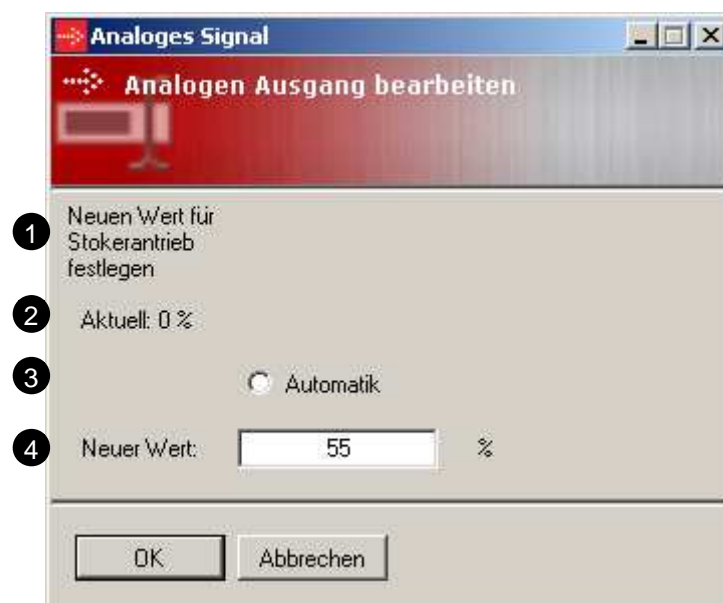 Analoges Signal
Analogen Ausgang bearbeiten
1
Neuen Wert für
Stokerantrieb
festlegen
2
Aktuell: 0 %
3
Automatik
4
Neuer Wert: 55 %
OK Abbrechen